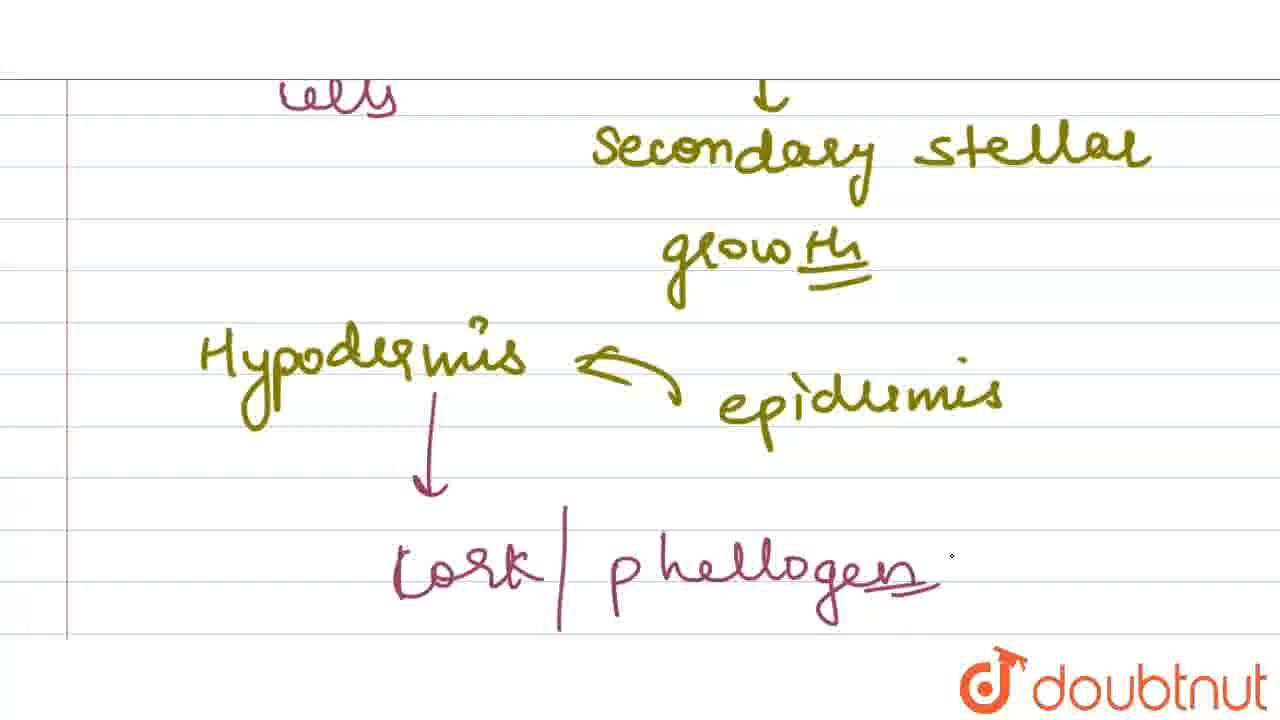 cells
Secondary stellar
growth
Hypodermis
epidermis
Cork / phellogen
doubtnut